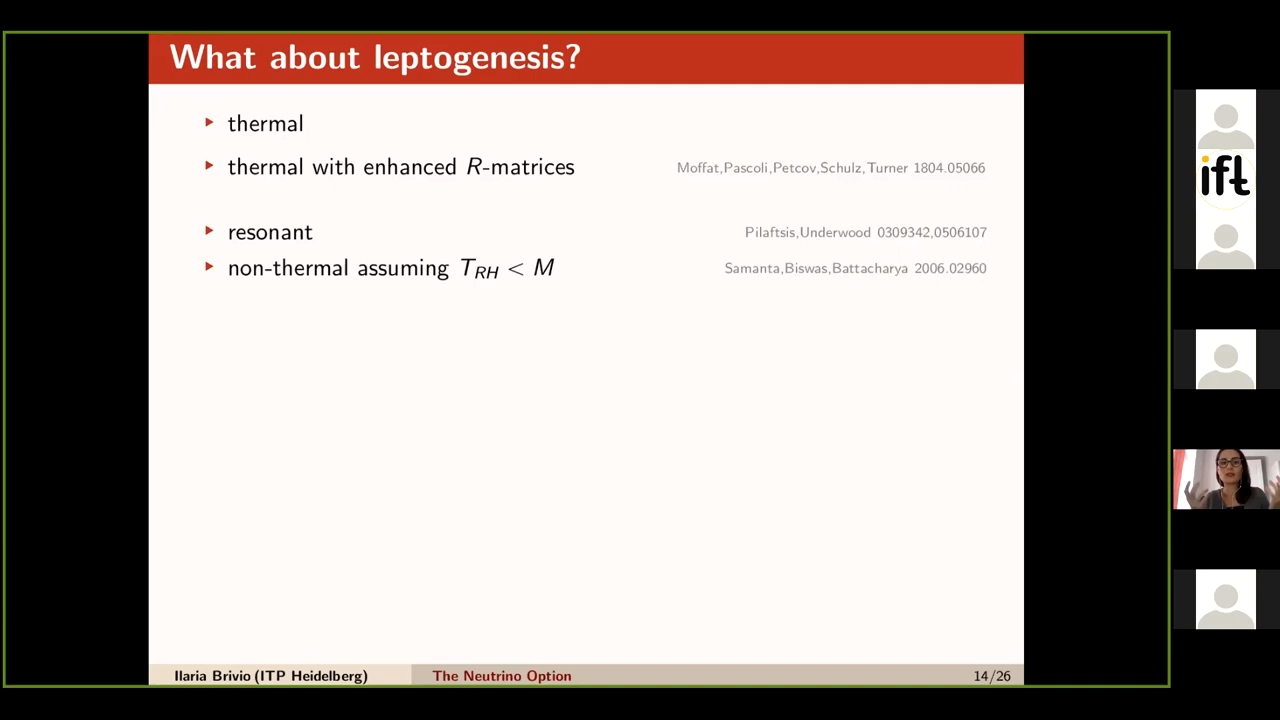 What about leptogenesis?
thermal
thermal with enhanced R-matrices Moffat,Pascoli,Petcov,Schulz,Turner 1804.05066
resonant Pilaftsis,Underwood 0309342,0506107
non-thermal assuming T_RH < M Samanta,Biswas,Battacharya 2006.02960
ift
Ilaria Brivio (ITP Heidelberg) The Neutrino Option 14/26